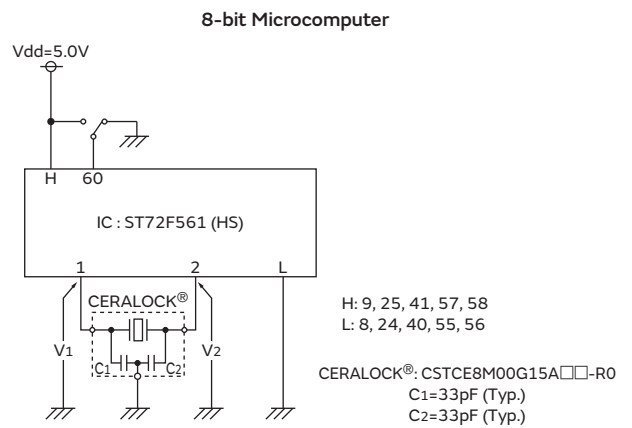 8-bit Microcomputer
Vdd=5.0V
H 60
IC : ST72F561 (HS)
1 2 L
CERALOCK®
V1 C1 C2 V2
H: 9, 25, 41, 57, 58
L: 8, 24, 40, 55, 56
CERALOCK®: CSTCE8M00G15A□□-R0
C1=33pF (Typ.)
C2=33pF (Typ.)